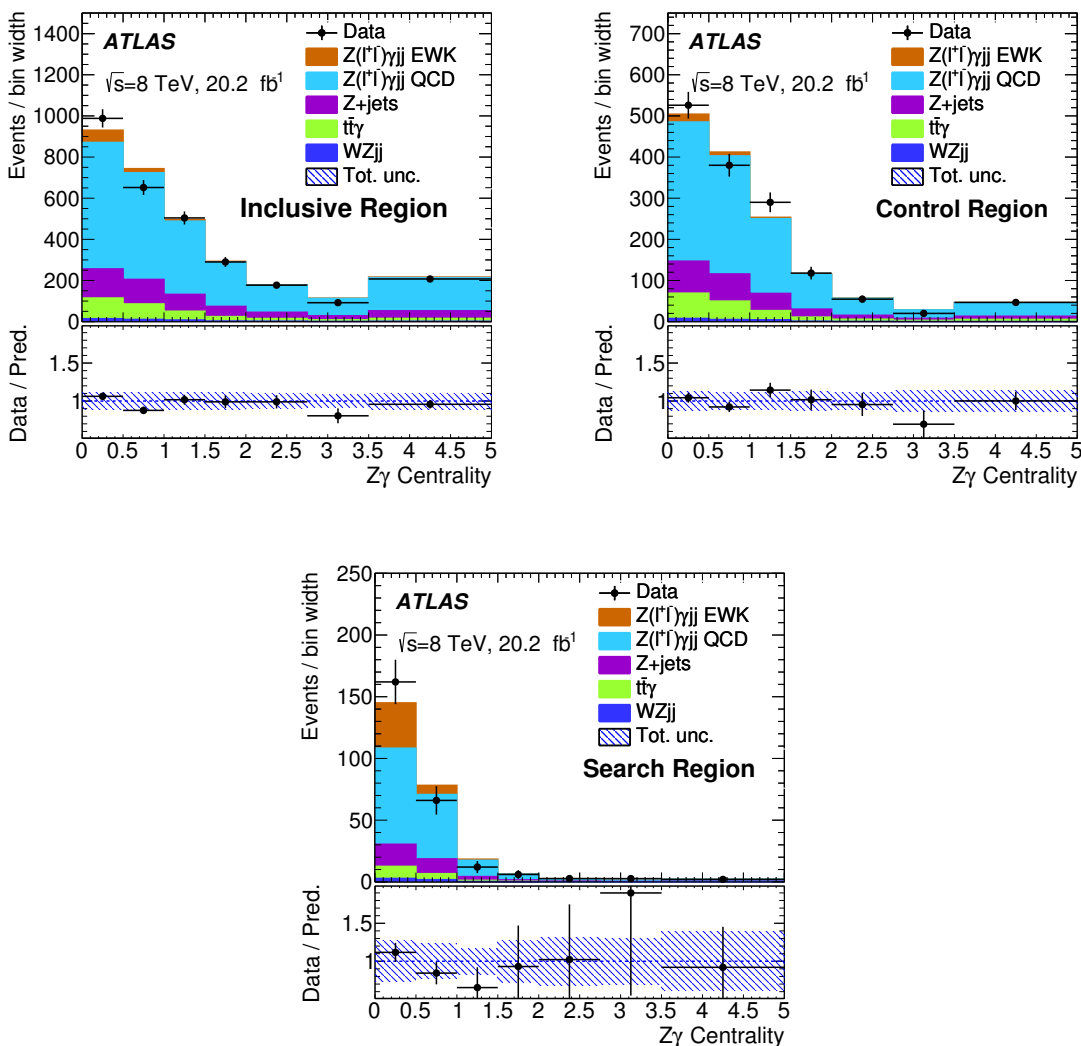 Events / bin width
1400
1200
1000
800
600
400
200
0
ATLAS
√s=8 TeV, 20.2 fb⁻¹
Data
Z(l⁺l⁻)γjj EWK
Z(l⁺l⁻)γjj QCD
Z+jets
tt̄γ
WZjj
Tot. unc.
Inclusive Region
Data / Pred.
1.5
1
0 0.5 1 1.5 2 2.5 3 3.5 4 4.5 5
Zγ Centrality
Events / bin width
700
600
500
400
300
200
100
0
ATLAS
√s=8 TeV, 20.2 fb⁻¹
Data
Z(l⁺l⁻)γjj EWK
Z(l⁺l⁻)γjj QCD
Z+jets
tt̄γ
WZjj
Tot. unc.
Control Region
Data / Pred.
1.5
1
0 0.5 1 1.5 2 2.5 3 3.5 4 4.5 5
Zγ Centrality
Events / bin width
250
200
150
100
50
0
ATLAS
√s=8 TeV, 20.2 fb⁻¹
Data
Z(l⁺l⁻)γjj EWK
Z(l⁺l⁻)γjj QCD
Z+jets
tt̄γ
WZjj
Tot. unc.
Search Region
Data / Pred.
1.5
1
0 0.5 1 1.5 2 2.5 3 3.5 4 4.5 5
Zγ Centrality